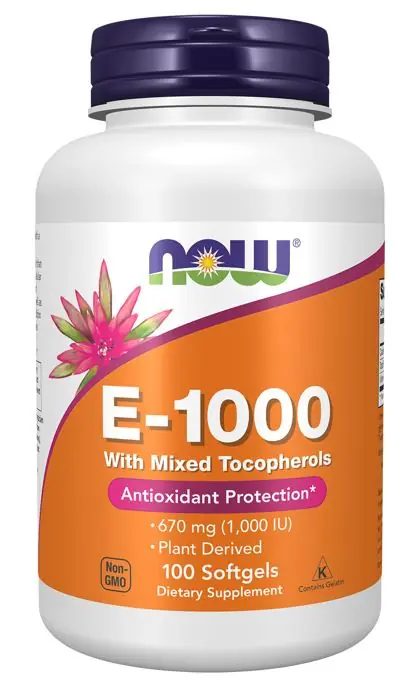 now®
E-1000
With Mixed Tocopherols
Antioxidant Protection*
• 670 mg (1,000 IU)
• Plant Derived
100 Softgels
Dietary Supplement
Non-
GMO
K
Contains Gelatin